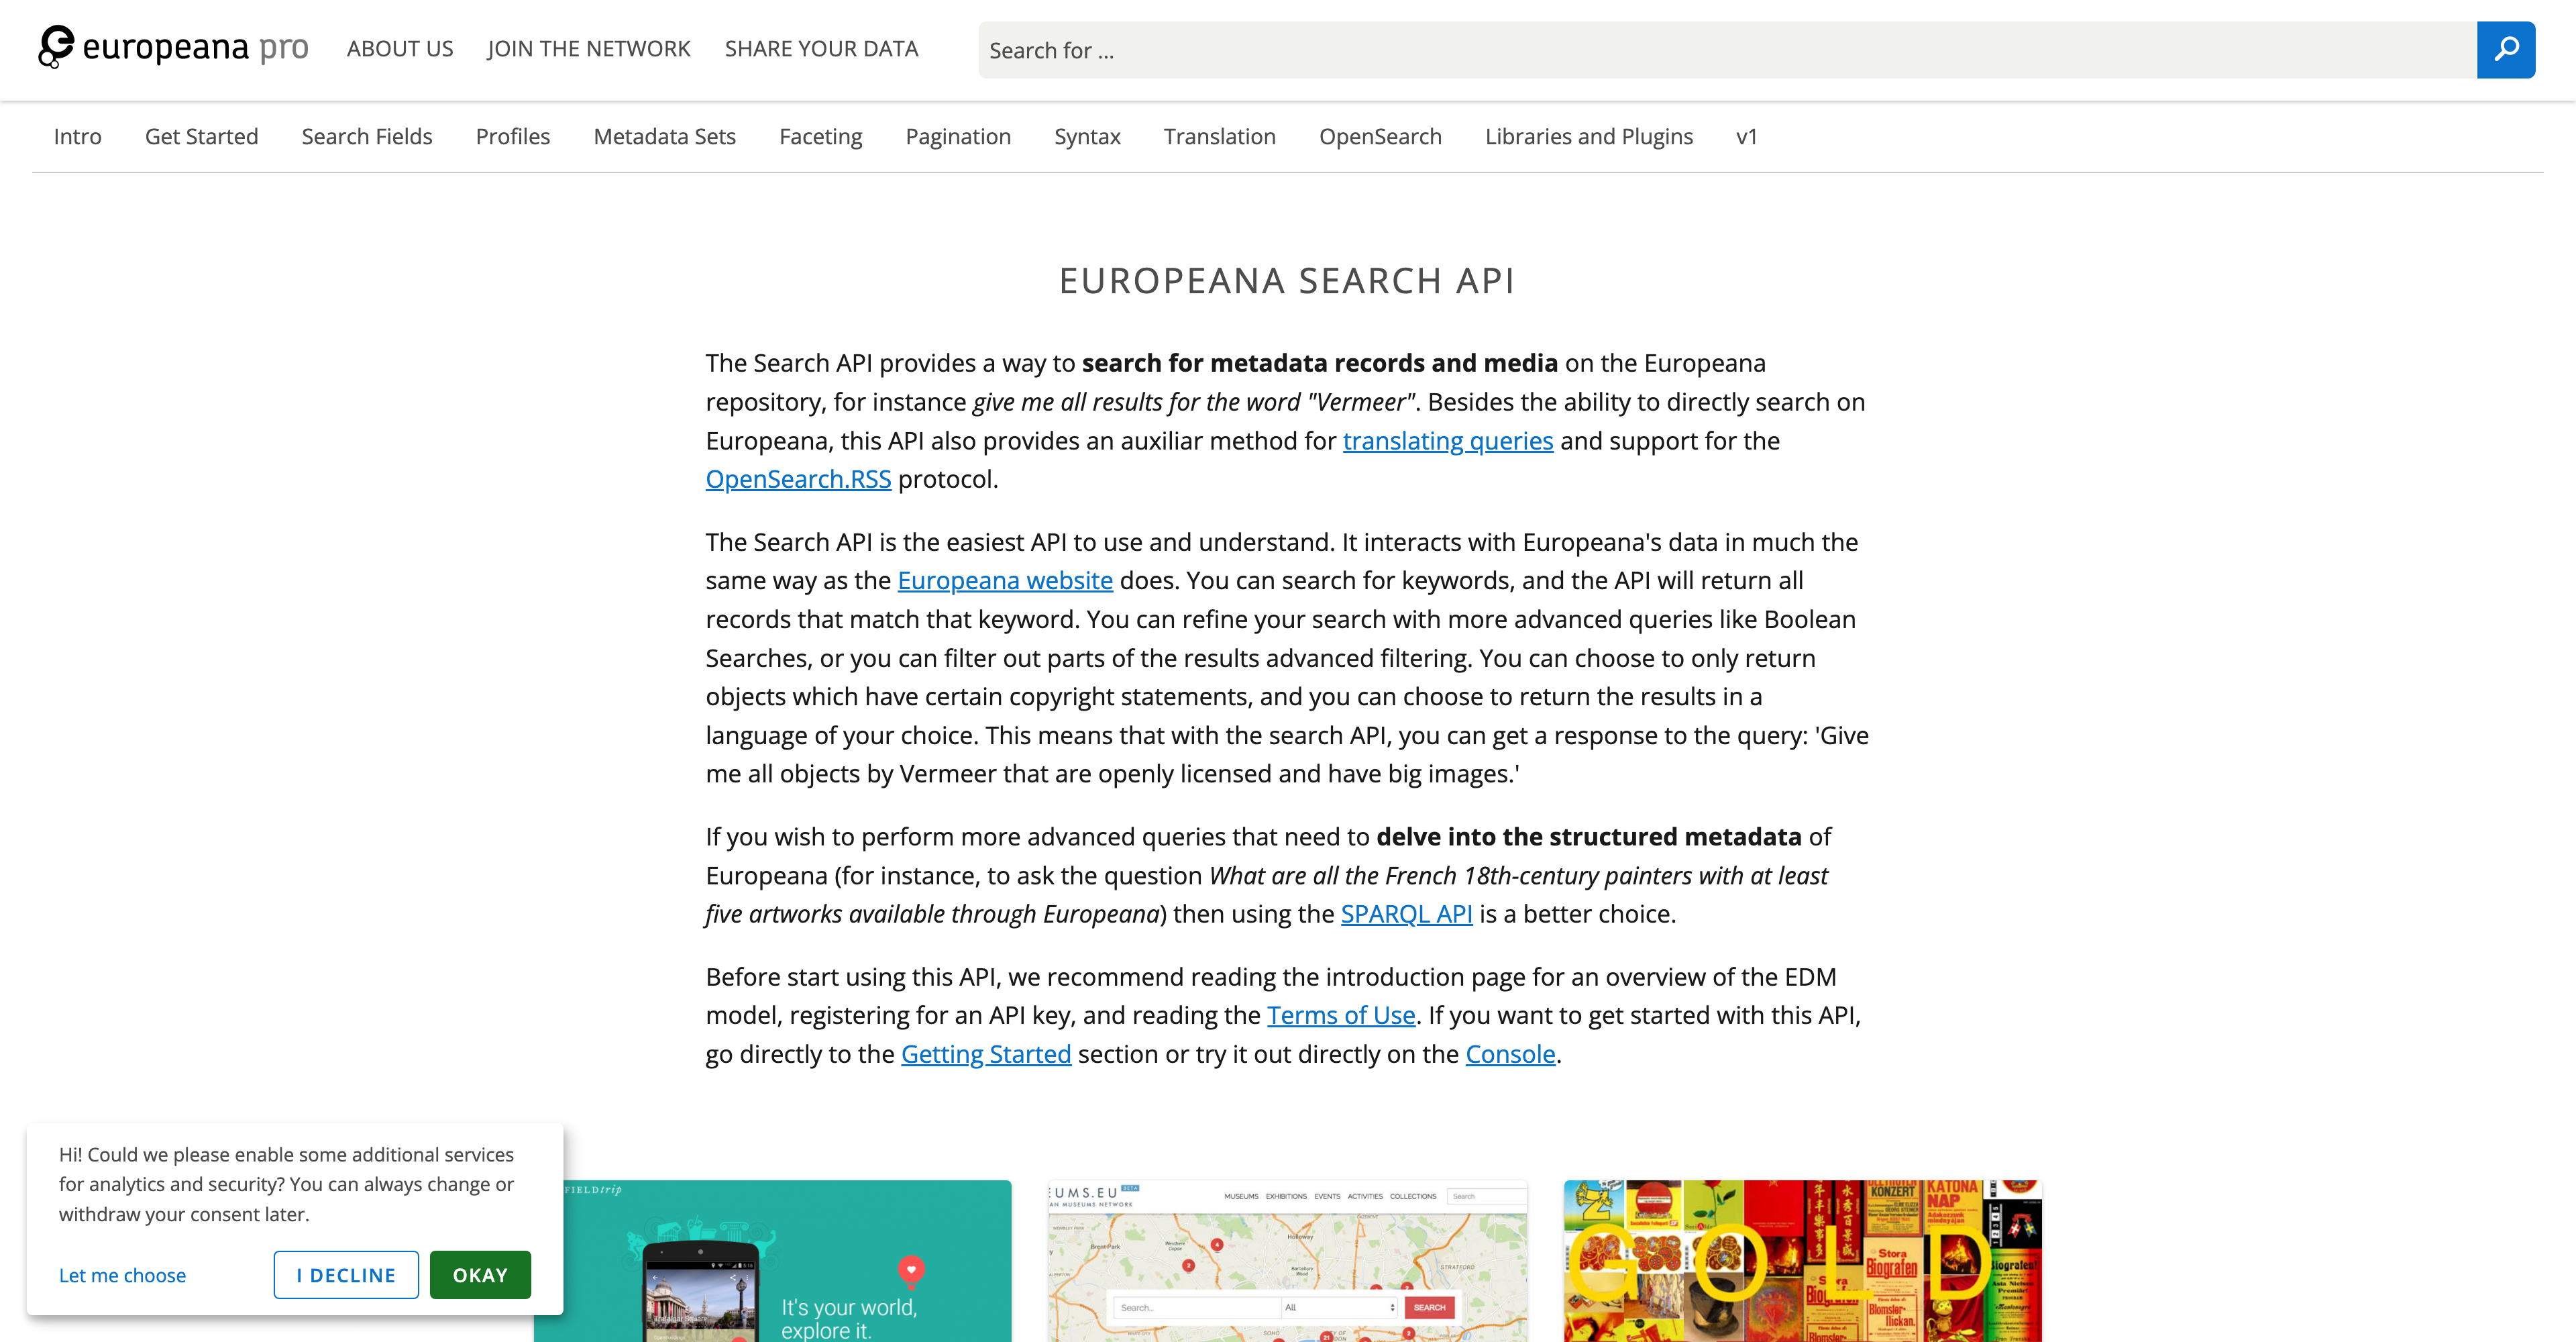 europeana pro
ABOUT US
JOIN THE NETWORK
SHARE YOUR DATA
Search for ...
Intro
Get Started
Search Fields
Profiles
Metadata Sets
Faceting
Pagination
Syntax
Translation
OpenSearch
Libraries and Plugins
v1
EUROPEANA SEARCH API
The Search API provides a way to search for metadata records and media on the Europeana
repository, for instance give me all results for the word "Vermeer". Besides the ability to directly search on
Europeana, this API also provides an auxiliar method for translating queries and support for the
OpenSearch.RSS protocol.
The Search API is the easiest API to use and understand. It interacts with Europeana's data in much the
same way as the Europeana website does. You can search for keywords, and the API will return all
records that match that keyword. You can refine your search with more advanced queries like Boolean
Searches, or you can filter out parts of the results advanced filtering. You can choose to only return
objects which have certain copyright statements, and you can choose to return the results in a
language of your choice. This means that with the search API, you can get a response to the query: 'Give
me all objects by Vermeer that are openly licensed and have big images.'
If you wish to perform more advanced queries that need to delve into the structured metadata of
Europeana (for instance, to ask the question What are all the French 18th-century painters with at least
five artworks available through Europeana) then using the SPARQL API is a better choice.
Before start using this API, we recommend reading the introduction page for an overview of the EDM
model, registering for an API key, and reading the Terms of Use. If you want to get started with this API,
go directly to the Getting Started section or try it out directly on the Console.
Hi! Could we please enable some additional services
for analytics and security? You can always change or
withdraw your consent later.
Let me choose
I DECLINE
OKAY
FIELDtrip
It's your world,
explore it.
UMS.EU BETA
AN MUSEUMS NETWORK
MUSEUMS EXHIBITIONS EVENTS ACTIVITIES COLLECTIONS
Search
Brent Park
Holloway
STRATFORD
Search..
All
SEARCH
SOHO
KONZERT
KATONA
NAP
GOLD
Stora
Biografen
Blomster-
flickan.